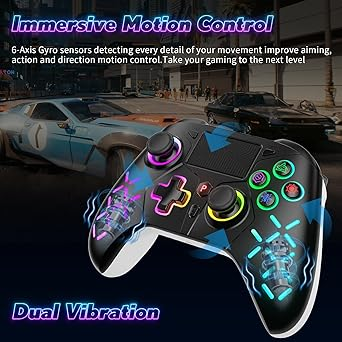 Immersive Motion Control
6-Axis Gyro sensors detecting every detail of your movement improve aiming,
action and direction motion control.Take your gaming to the next level
P
Dual Vibration